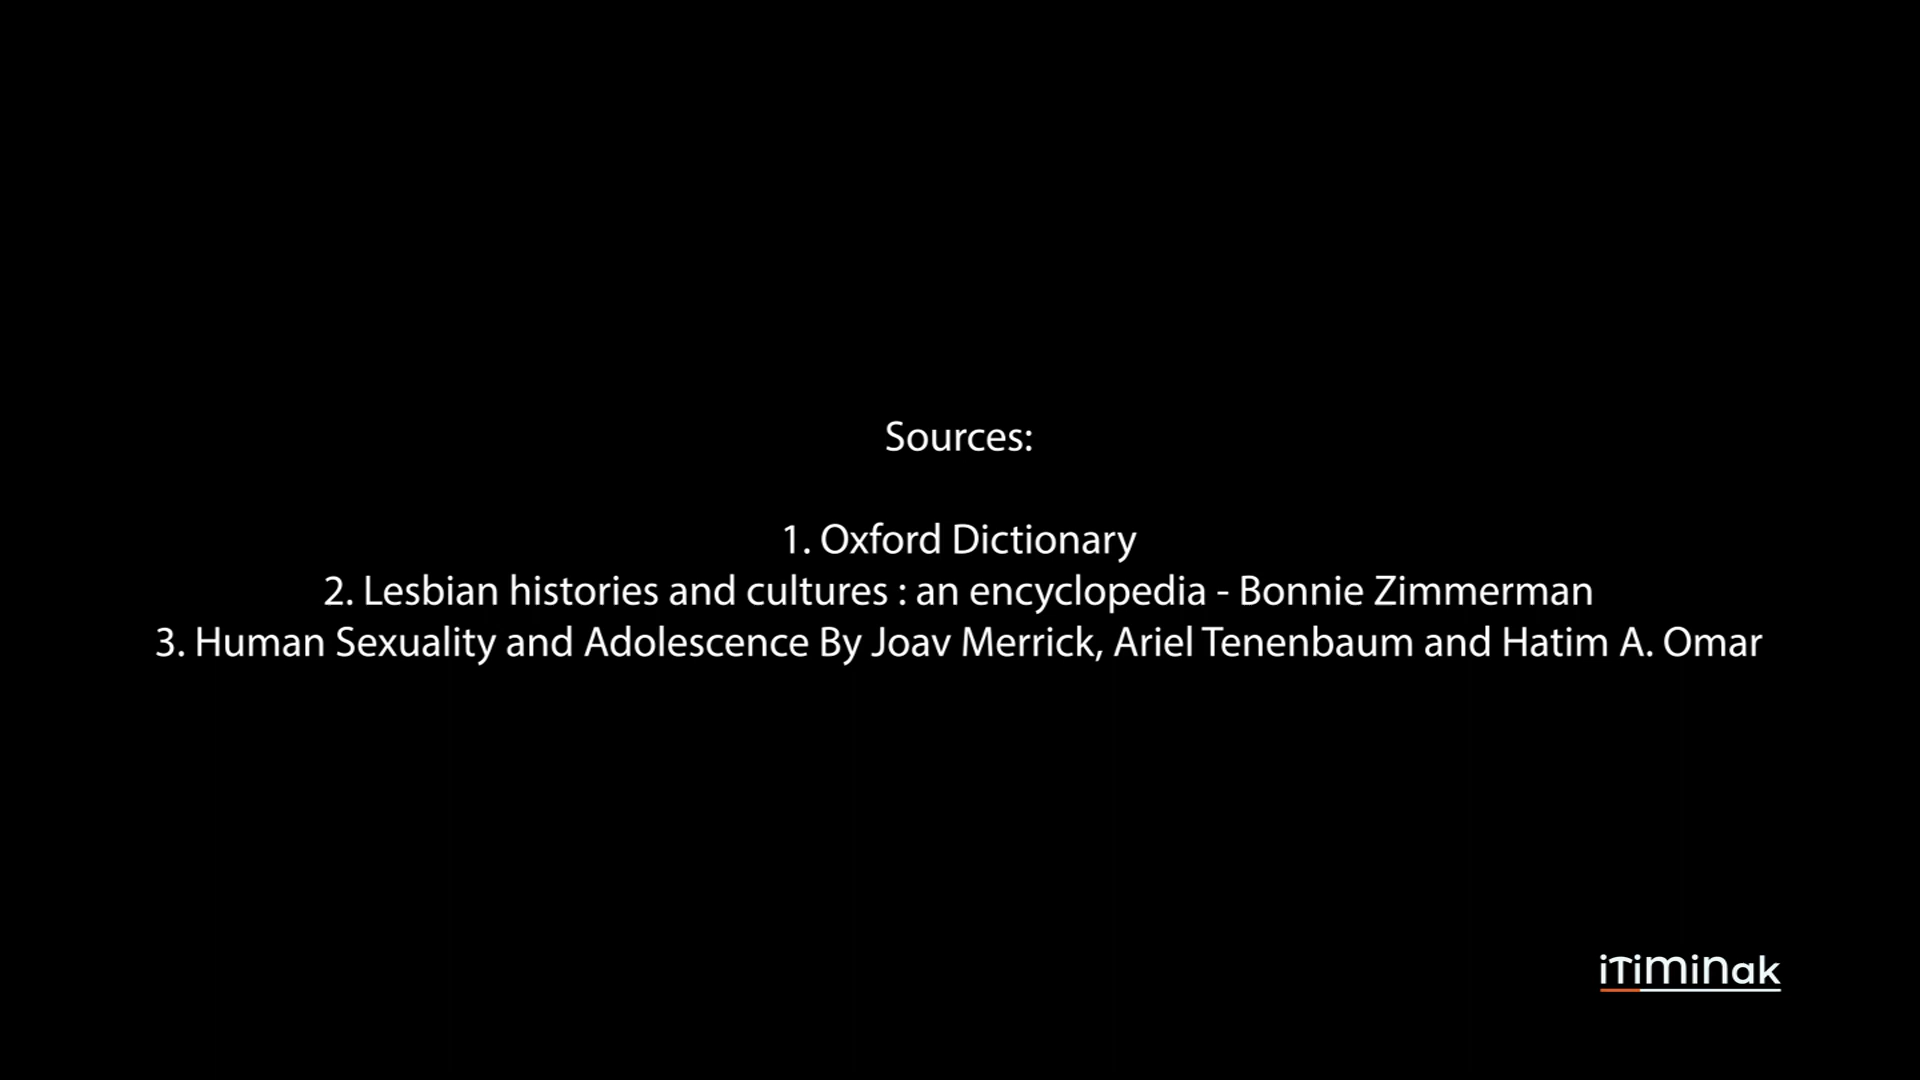 Sources:
1. Oxford Dictionary
2. Lesbian histories and cultures : an encyclopedia - Bonnie Zimmerman
3. Human Sexuality and Adolescence By Joav Merrick, Ariel Tenenbaum and Hatim A. Omar
iTiminak